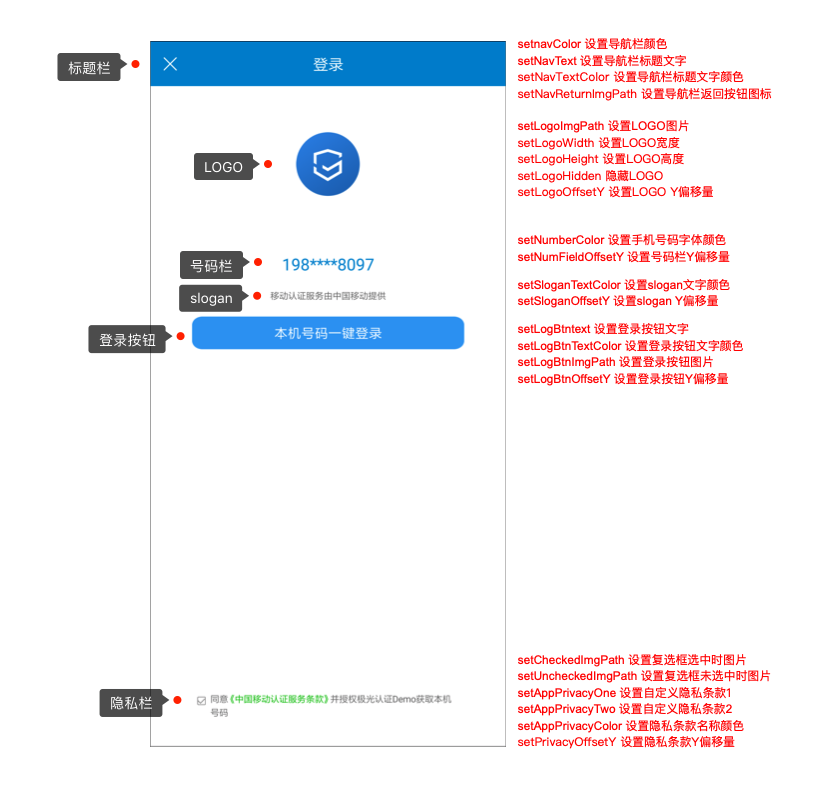 setnavColor 设置导航栏颜色
标题栏
登录
setNavText 设置导航栏标题文字
setNavTextColor 设置导航栏标题文字颜色
setNavReturnImgPath 设置导航栏返回按钮图标
setLogoImgPath 设置LOGO图片
setLogoWidth 设置LOGO宽度
LOGO
setLogoHeight 设置LOGO高度
setLogoHidden 隐藏LOGO
setLogoOffsetY 设置LOGO Y偏移量
setNumberColor 设置手机号码字体颜色
setNumFieldOffsetY 设置号码栏Y偏移量
号码栏
198****8097
setSloganTextColor 设置slogan文字颜色
slogan
移动认证服务由中国移动提供
setSloganOffsetY 设置slogan Y偏移量
setLogBtntext 设置登录按钮文字
登录按钮
本机号码一键登录
setLogBtnTextColor 设置登录按钮文字颜色
setLogBtnImgPath 设置登录按钮图片
setLogBtnOffsetY 设置登录按钮Y偏移量
setCheckedImgPath 设置复选框选中时图片
setUncheckedImgPath 设置复选框未选中时图片
隐私栏
同意《中国移动认证服务条款》并授权极光认证Demo获取本机
号码
setAppPrivacyOne 设置自定义隐私条款1
setAppPrivacyTwo 设置自定义隐私条款2
setAppPrivacyColor 设置隐私条款名称颜色
setPrivacyOffsetY 设置隐私条款Y偏移量